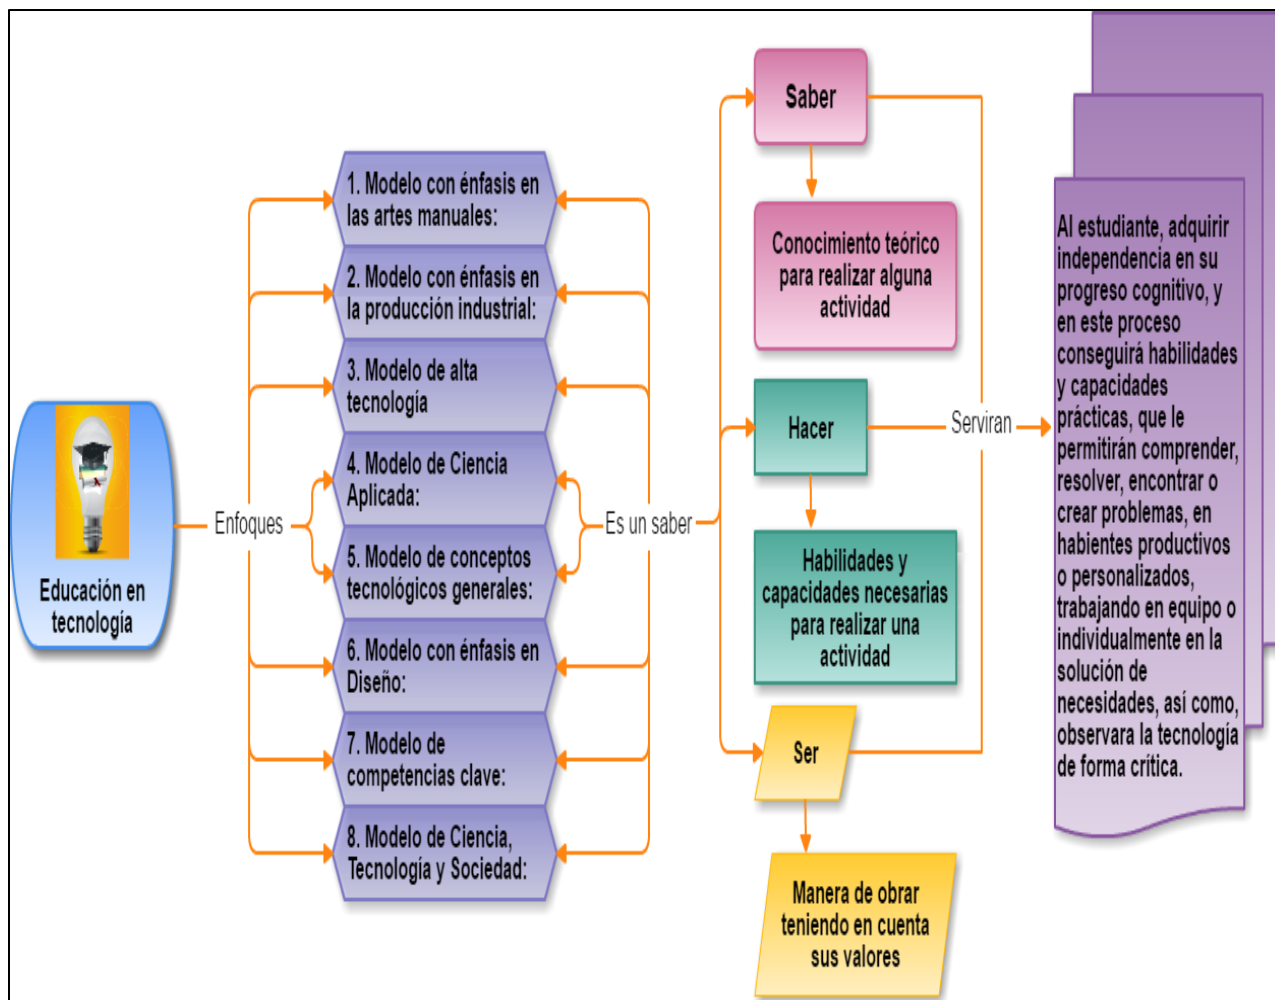 Educación en
tecnología
Enfoques
1. Modelo con énfasis en
las artes manuales:
2. Modelo con énfasis en
la producción industrial:
3. Modelo de alta
tecnología
4. Modelo de Ciencia
Aplicada:
5. Modelo de conceptos
tecnológicos generales:
6. Modelo con énfasis en
Diseño:
7. Modelo de
competencias clave:
8. Modelo de Ciencia,
Tecnología y Sociedad:
Es un saber
Saber
Conocimiento teórico
para realizar alguna
actividad
Hacer
Habilidades y
capacidades necesarias
para realizar una
actividad
Ser
Manera de obrar
teniendo en cuenta
sus valores
Serviran
Al estudiante, adquirir
independencia en su
progreso cognitivo, y
en este proceso
conseguirá habilidades
y capacidades
prácticas, que le
permitirán comprender,
resolver, encontrar o
crear problemas, en
habientes productivos
o personalizados,
trabajando en equipo o
individualmente en la
solución de
necesidades, así como,
observara la tecnología
de forma crítica.